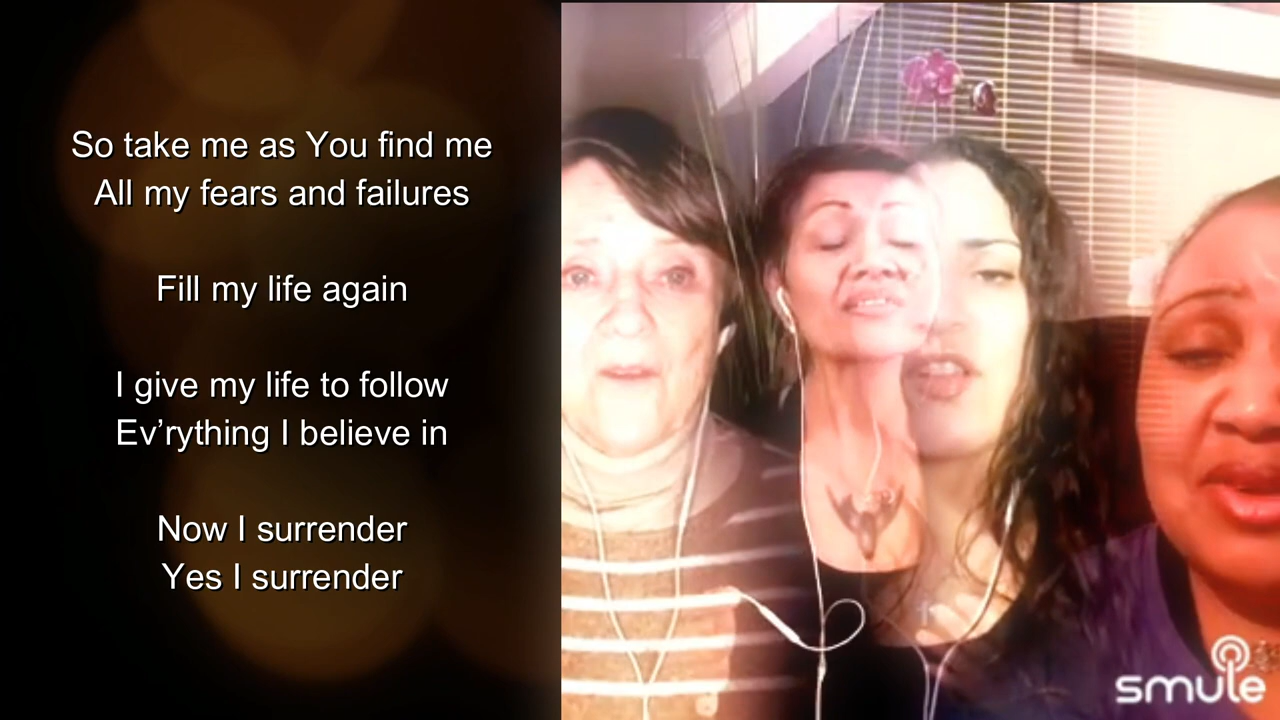 So take me as You find me
All my fears and failures
Fill my life again
I give my life to follow
Ev’rything I believe in
Now I surrender
Yes I surrender
smule